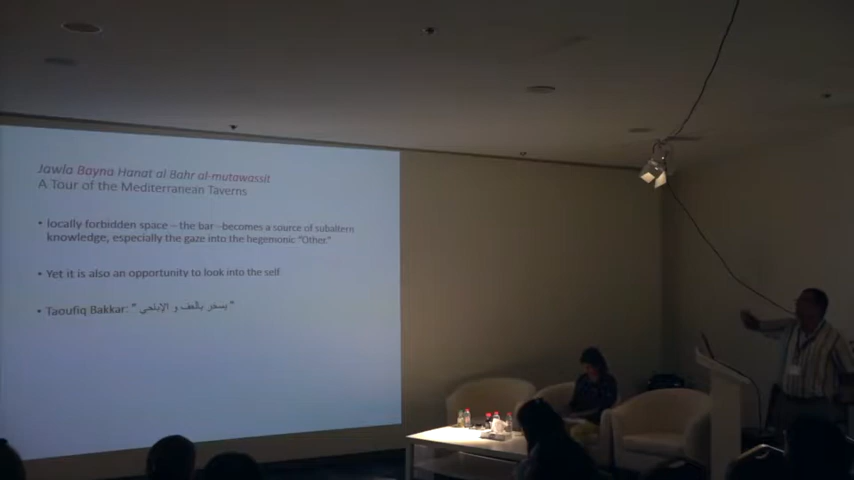 Jawla Bayna Hanat al Bahr al-mutawassit
A Tour of the Mediterranean Taverns
• locally forbidden space – the bar – becomes a source of subaltern
knowledge, especially the gaze into the hegemonic "Other."
• Yet it is also an opportunity to look into the self
• Taoufiq Bakkar: "